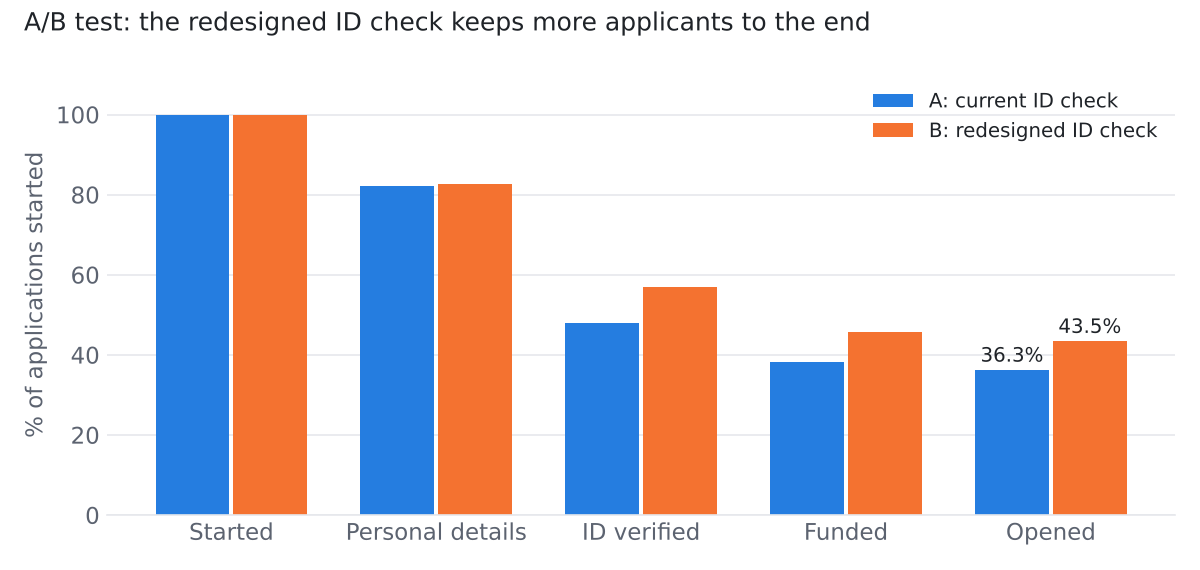 A/B test: the redesigned ID check keeps more applicants to the end
A: current ID check
B: redesigned ID check
% of applications started
100
80
60
40
20
0
36.3%
43.5%
Started
Personal details
ID verified
Funded
Opened